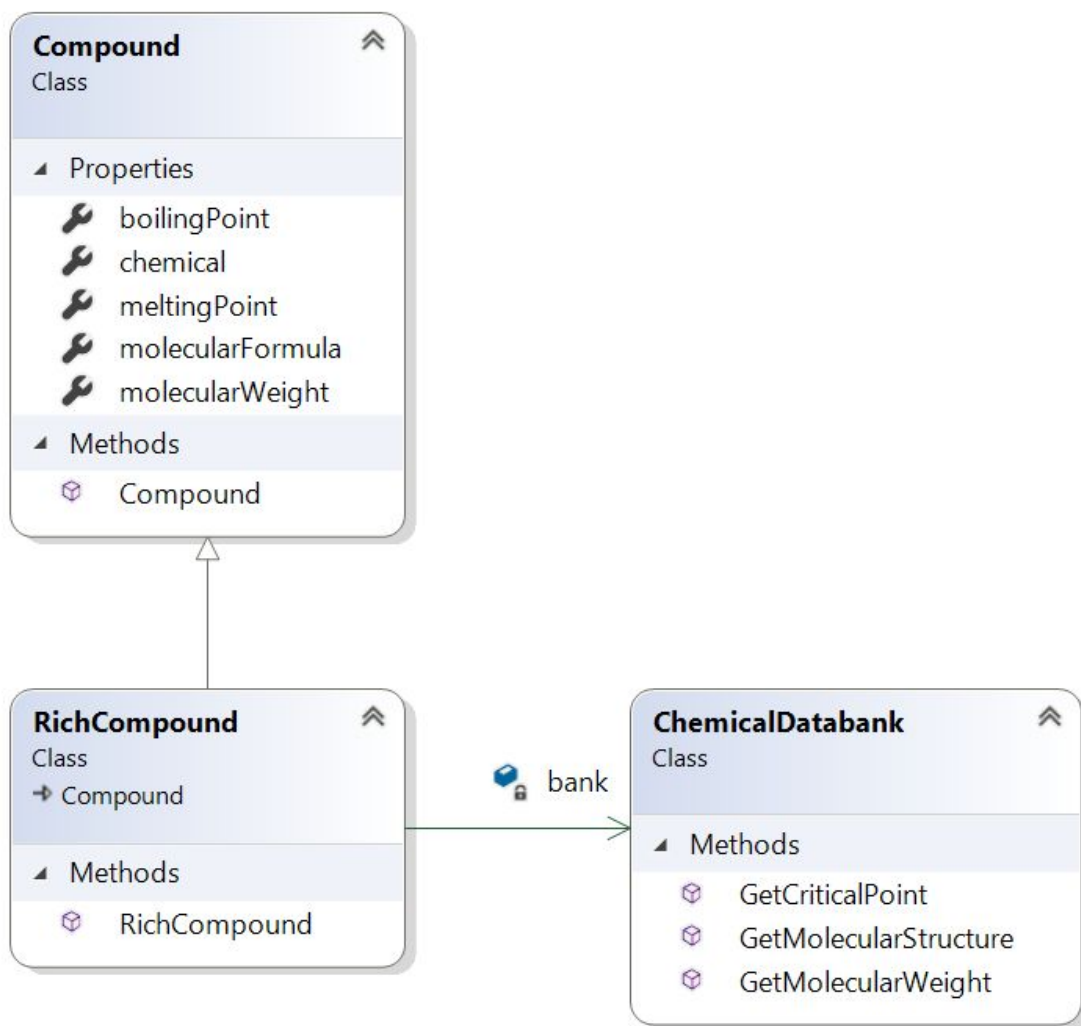 Compound
Class
Properties
boilingPoint
chemical
meltingPoint
molecularFormula
molecularWeight
Methods
Compound
RichCompound
Class
Compound
Methods
RichCompound
bank
ChemicalDatabank
Class
Methods
GetCriticalPoint
GetMolecularStructure
GetMolecularWeight